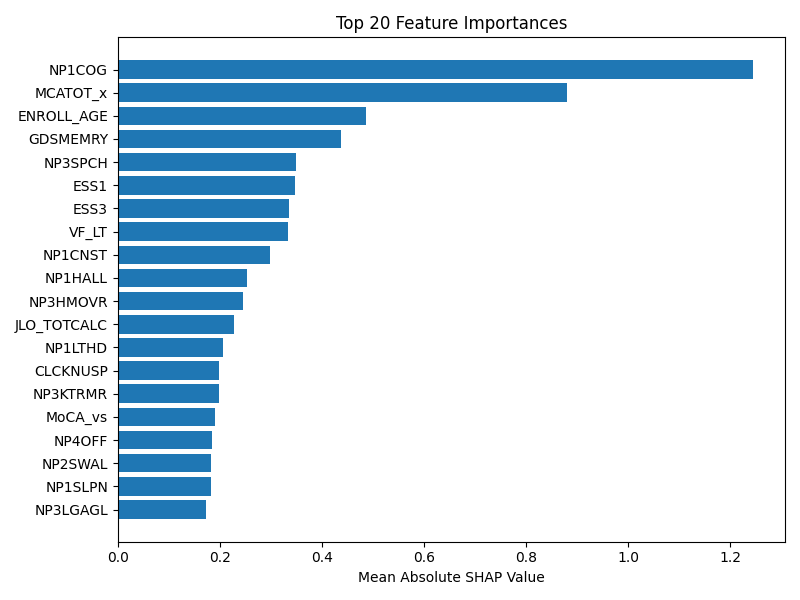 Top 20 Feature Importances
NP1COG
MCATOT_x
ENROLL_AGE
GDSMEMRY
NP3SPCH
ESS1
ESS3
VF_LT
NP1CNST
NP1HALL
NP3HMOVR
JLO_TOTCALC
NP1LTHD
CLCKNUSP
NP3KTRMR
MoCA_vs
NP4OFF
NP2SWAL
NP1SLPN
NP3LGAGL
0.0 0.2 0.4 0.6 0.8 1.0 1.2
Mean Absolute SHAP Value